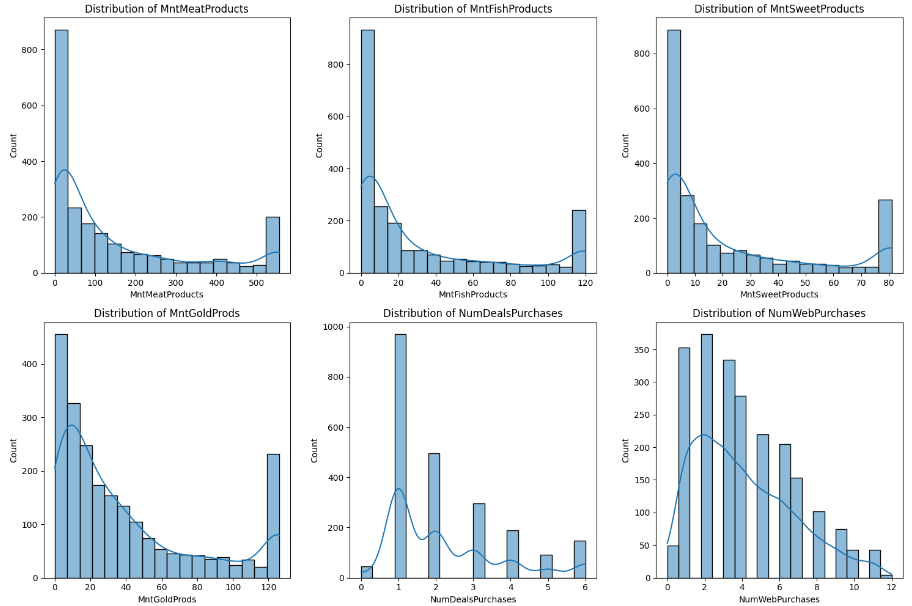 Distribution of MntMeatProducts
Count
800
600
400
200
0
0 100 200 300 400 500
MntMeatProducts
Distribution of MntFishProducts
Count
800
600
400
200
0
0 20 40 60 80 100 120
MntFishProducts
Distribution of MntSweetProducts
Count
800
600
400
200
0
0 10 20 30 40 50 60 70 80
MntSweetProducts
Distribution of MntGoldProds
Count
400
300
200
100
0
0 20 40 60 80 100 120
MntGoldProds
Distribution of NumDealsPurchases
Count
1000
800
600
400
200
0
0 1 2 3 4 5 6
NumDealsPurchases
Distribution of NumWebPurchases
Count
350
300
250
200
150
100
50
0
0 2 4 6 8 10 12
NumWebPurchases